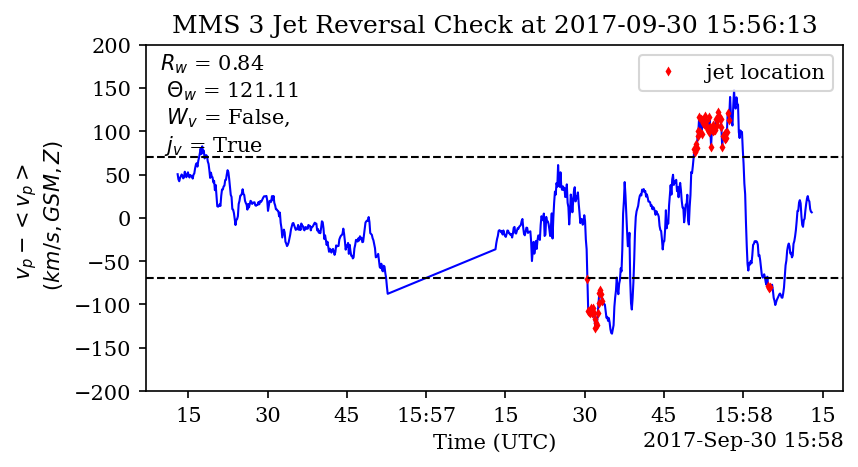 MMS 3 Jet Reversal Check at 2017-09-30 15:56:13
200
150
100
50
0
−50
−100
−150
−200
v_p − < v_p >
(km/s, GSM, Z)
R_w = 0.84
Θ_w = 121.11
W_v = False,
j_v = True
jet location
15 30 45 15:57 15 30 45 15:58 15
Time (UTC)
2017-Sep-30 15:58